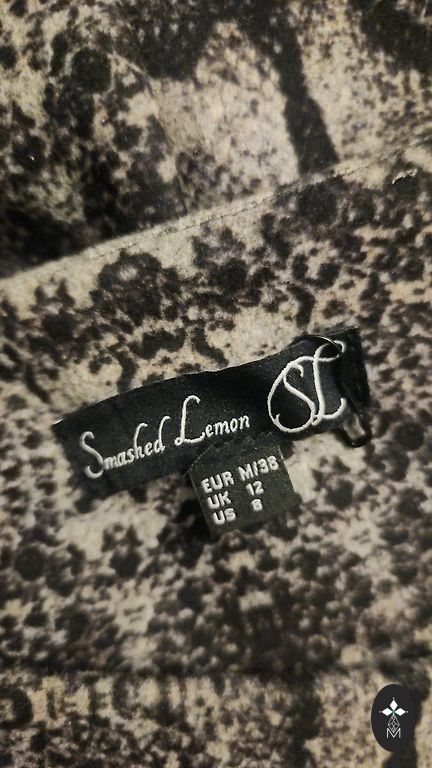 Smashed Lemon SL
EUR M/38
UK 12
US 8
M